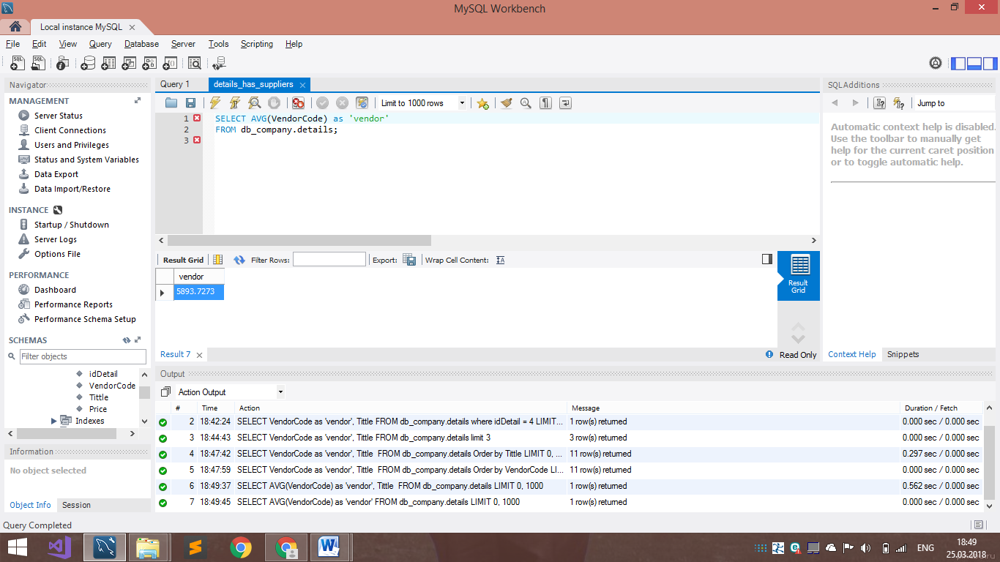 MySQL Workbench
Local instance MySQL
File Edit View Query Database Server Tools Scripting Help
Navigator
MANAGEMENT
Server Status
Client Connections
Users and Privileges
Status and System Variables
Data Export
Data Import/Restore
INSTANCE
Startup / Shutdown
Server Logs
Options File
PERFORMANCE
Dashboard
Performance Reports
Performance Schema Setup
SCHEMAS
Filter objects
idDetail
VendorCode
Tittle
Price
Indexes
Information
No object selected
Object Info Session
Query 1 details_has_suppliers
Limit to 1000 rows
1 SELECT AVG(VendorCode) as 'vendor'
2 FROM db_company.details;
3
Result Grid Filter Rows: Export: Wrap Cell Content:
vendor
5893.7273
Result Grid
Result 7
Read Only
SQLAdditions
Jump to
Automatic context help is disabled.
Use the toolbar to manually get
help for the current caret position
or to toggle automatic help.
Context Help Snippets
Output
Action Output
# Time Action Message Duration / Fetch
2 18:42:24 SELECT VendorCode as 'vendor', Tittle FROM db_company.details where idDetail = 4 LIMIT... 1 row(s) returned 0.000 sec / 0.000 sec
3 18:44:43 SELECT VendorCode as 'vendor', Tittle FROM db_company.details limit 3 3 row(s) returned 0.000 sec / 0.000 sec
4 18:47:42 SELECT VendorCode as 'vendor', Tittle FROM db_company.details Order by Tittle LIMIT 0, ... 11 row(s) returned 0.297 sec / 0.000 sec
5 18:47:59 SELECT VendorCode as 'vendor', Tittle FROM db_company.details Order by VendorCode LI... 11 row(s) returned 0.000 sec / 0.000 sec
6 18:49:37 SELECT AVG(VendorCode) as 'vendor', Tittle FROM db_company.details LIMIT 0, 1000 1 row(s) returned 0.562 sec / 0.000 sec
7 18:49:45 SELECT AVG(VendorCode) as 'vendor' FROM db_company.details LIMIT 0, 1000 1 row(s) returned 0.000 sec / 0.000 sec
Query Completed
ENG
18:49
25.03.2018